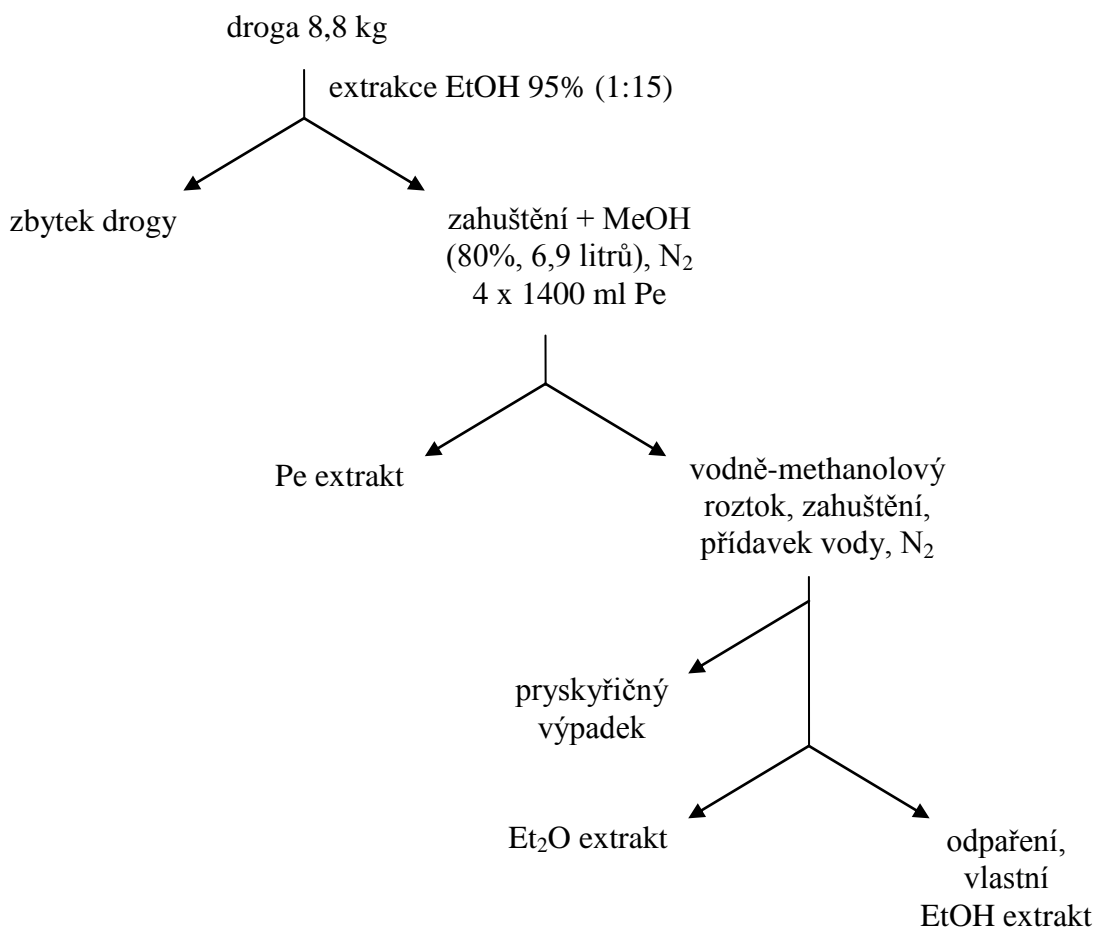 droga 8,8 kg
extrakce EtOH 95% (1:15)
zbytek drogy
zahuštění + MeOH
(80%, 6,9 litrů), N₂
4 x 1400 ml Pe
Pe extrakt
vodně-methanolový
roztok, zahuštění,
přídavek vody, N₂
pryskyřičný
výpadek
Et₂O extrakt
odpaření,
vlastní
EtOH extrakt